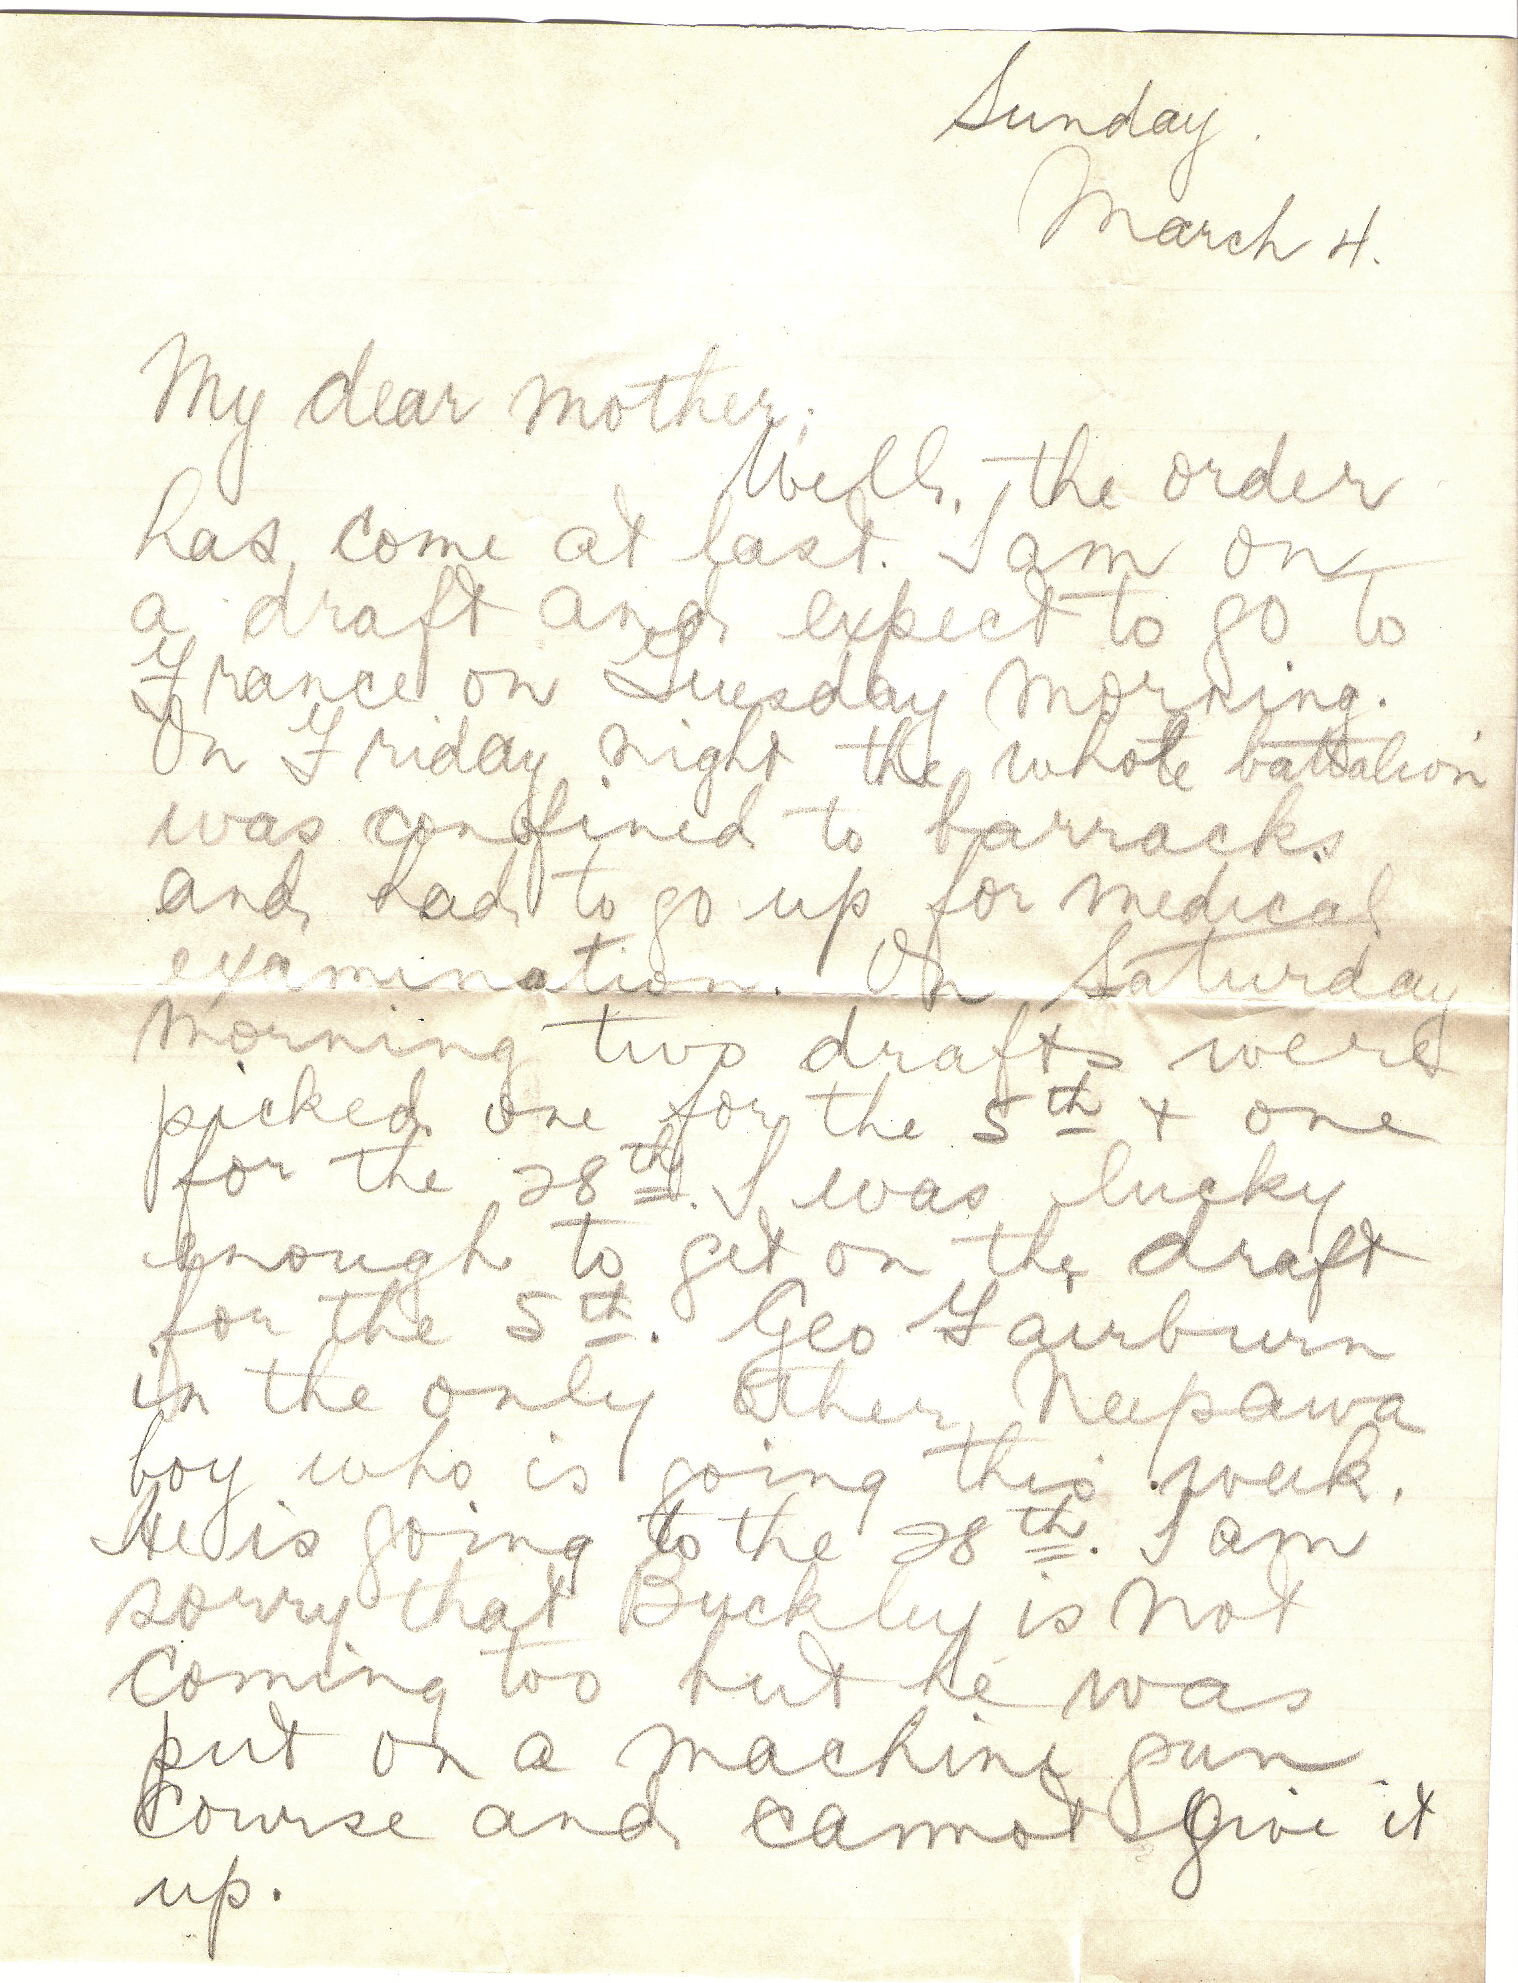 Sunday.
March 4.
My dear mother;
Well, the order
has come at last. I am on
a draft and expect to go to
France on Tuesday morning.
On Friday night the whole battalion
was confined to barracks
and had to go up for medical
examination. On Saturday
morning two drafts were
picked one for the 5th + one
for the 28th. I was lucky
enough to get on the draft
for the 5th. Geo Fairburn
in the only other Neepawa
boy who is going this week.
He is going to the 28th. I am
sorry that Buckley is not
coming too but he was
put on a machine gun
course and cannot give it
up.